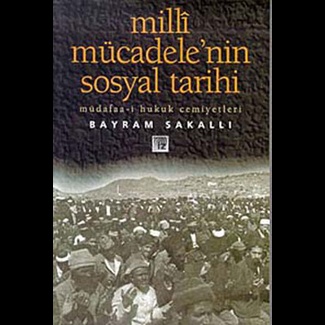 millî
mücadele'nin
sosyal tarihi
müdafaa-i hukuk cemiyetleri
BAYRAM SAKALLI
İZ